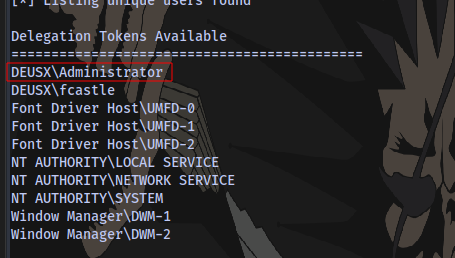 [*] Listing unique users found
Delegation Tokens Available
========================================
DEUSX\Administrator
DEUSX\fcastle
Font Driver Host\UMFD-0
Font Driver Host\UMFD-1
Font Driver Host\UMFD-2
NT AUTHORITY\LOCAL SERVICE
NT AUTHORITY\NETWORK SERVICE
NT AUTHORITY\SYSTEM
Window Manager\DWM-1
Window Manager\DWM-2